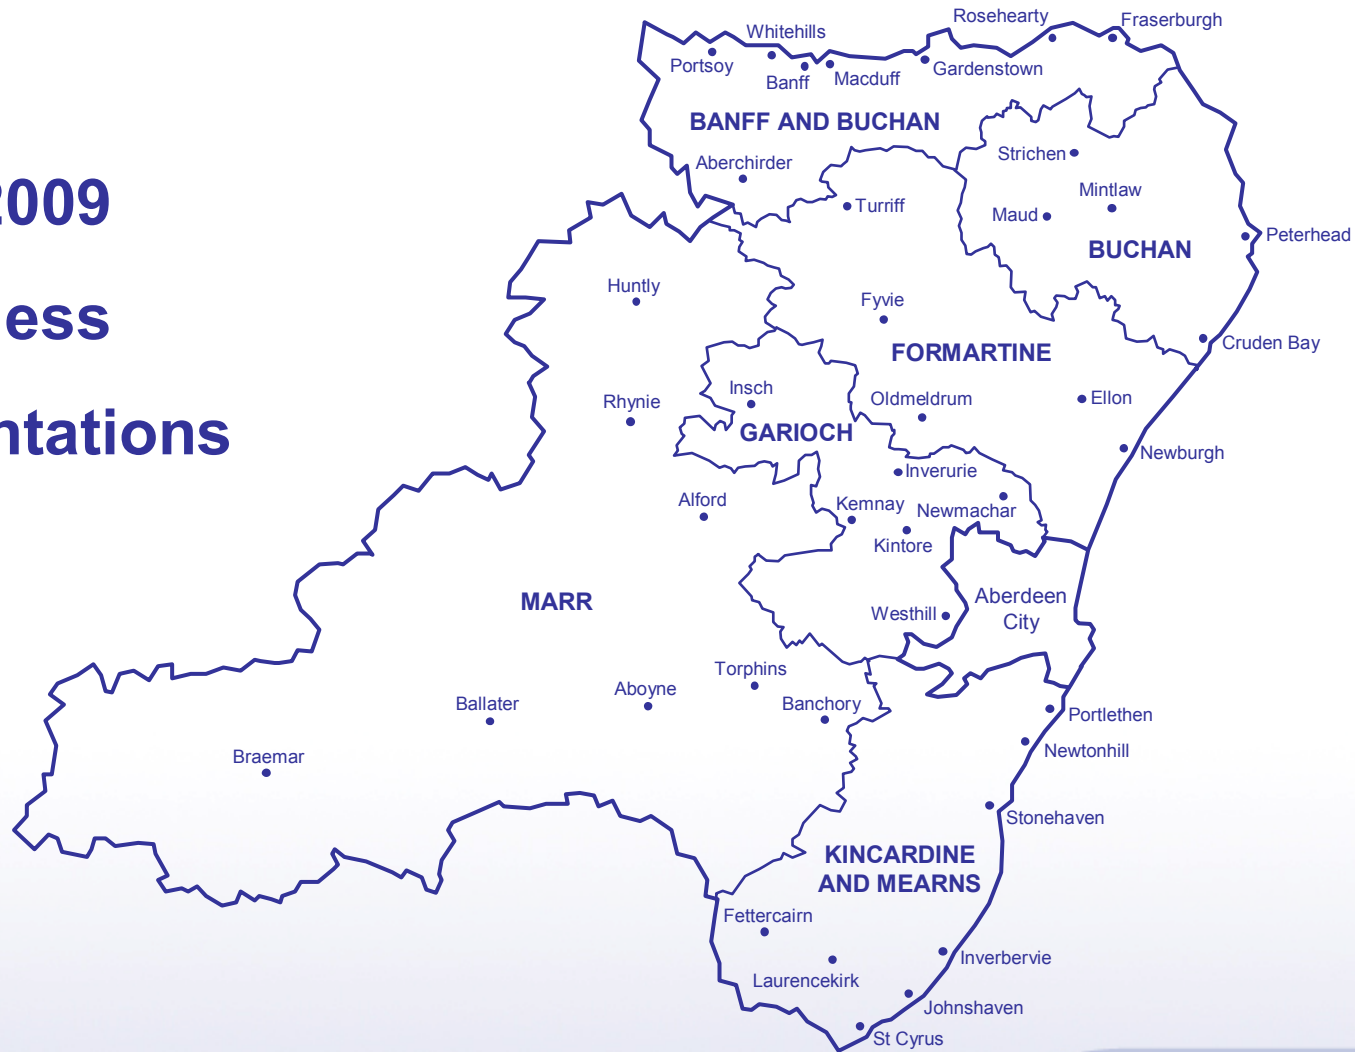 2009
ess
ntations
Rosehearty
Fraserburgh
Whitehills
Portsoy
Banff
Macduff
Gardenstown
BANFF AND BUCHAN
Strichen
Aberchirder
Mintlaw
Turriff
Maud
Peterhead
BUCHAN
Huntly
Fyvie
Cruden Bay
FORMARTINE
Insch
Rhynie
Oldmeldrum
Ellon
GARIOCH
Newburgh
Inverurie
Alford
Kemnay
Newmachar
Kintore
MARR
Aberdeen
City
Westhill
Torphins
Aboyne
Ballater
Banchory
Portlethen
Braemar
Newtonhill
Stonehaven
KINCARDINE
AND MEARNS
Fettercairn
Inverbervie
Laurencekirk
Johnshaven
St Cyrus